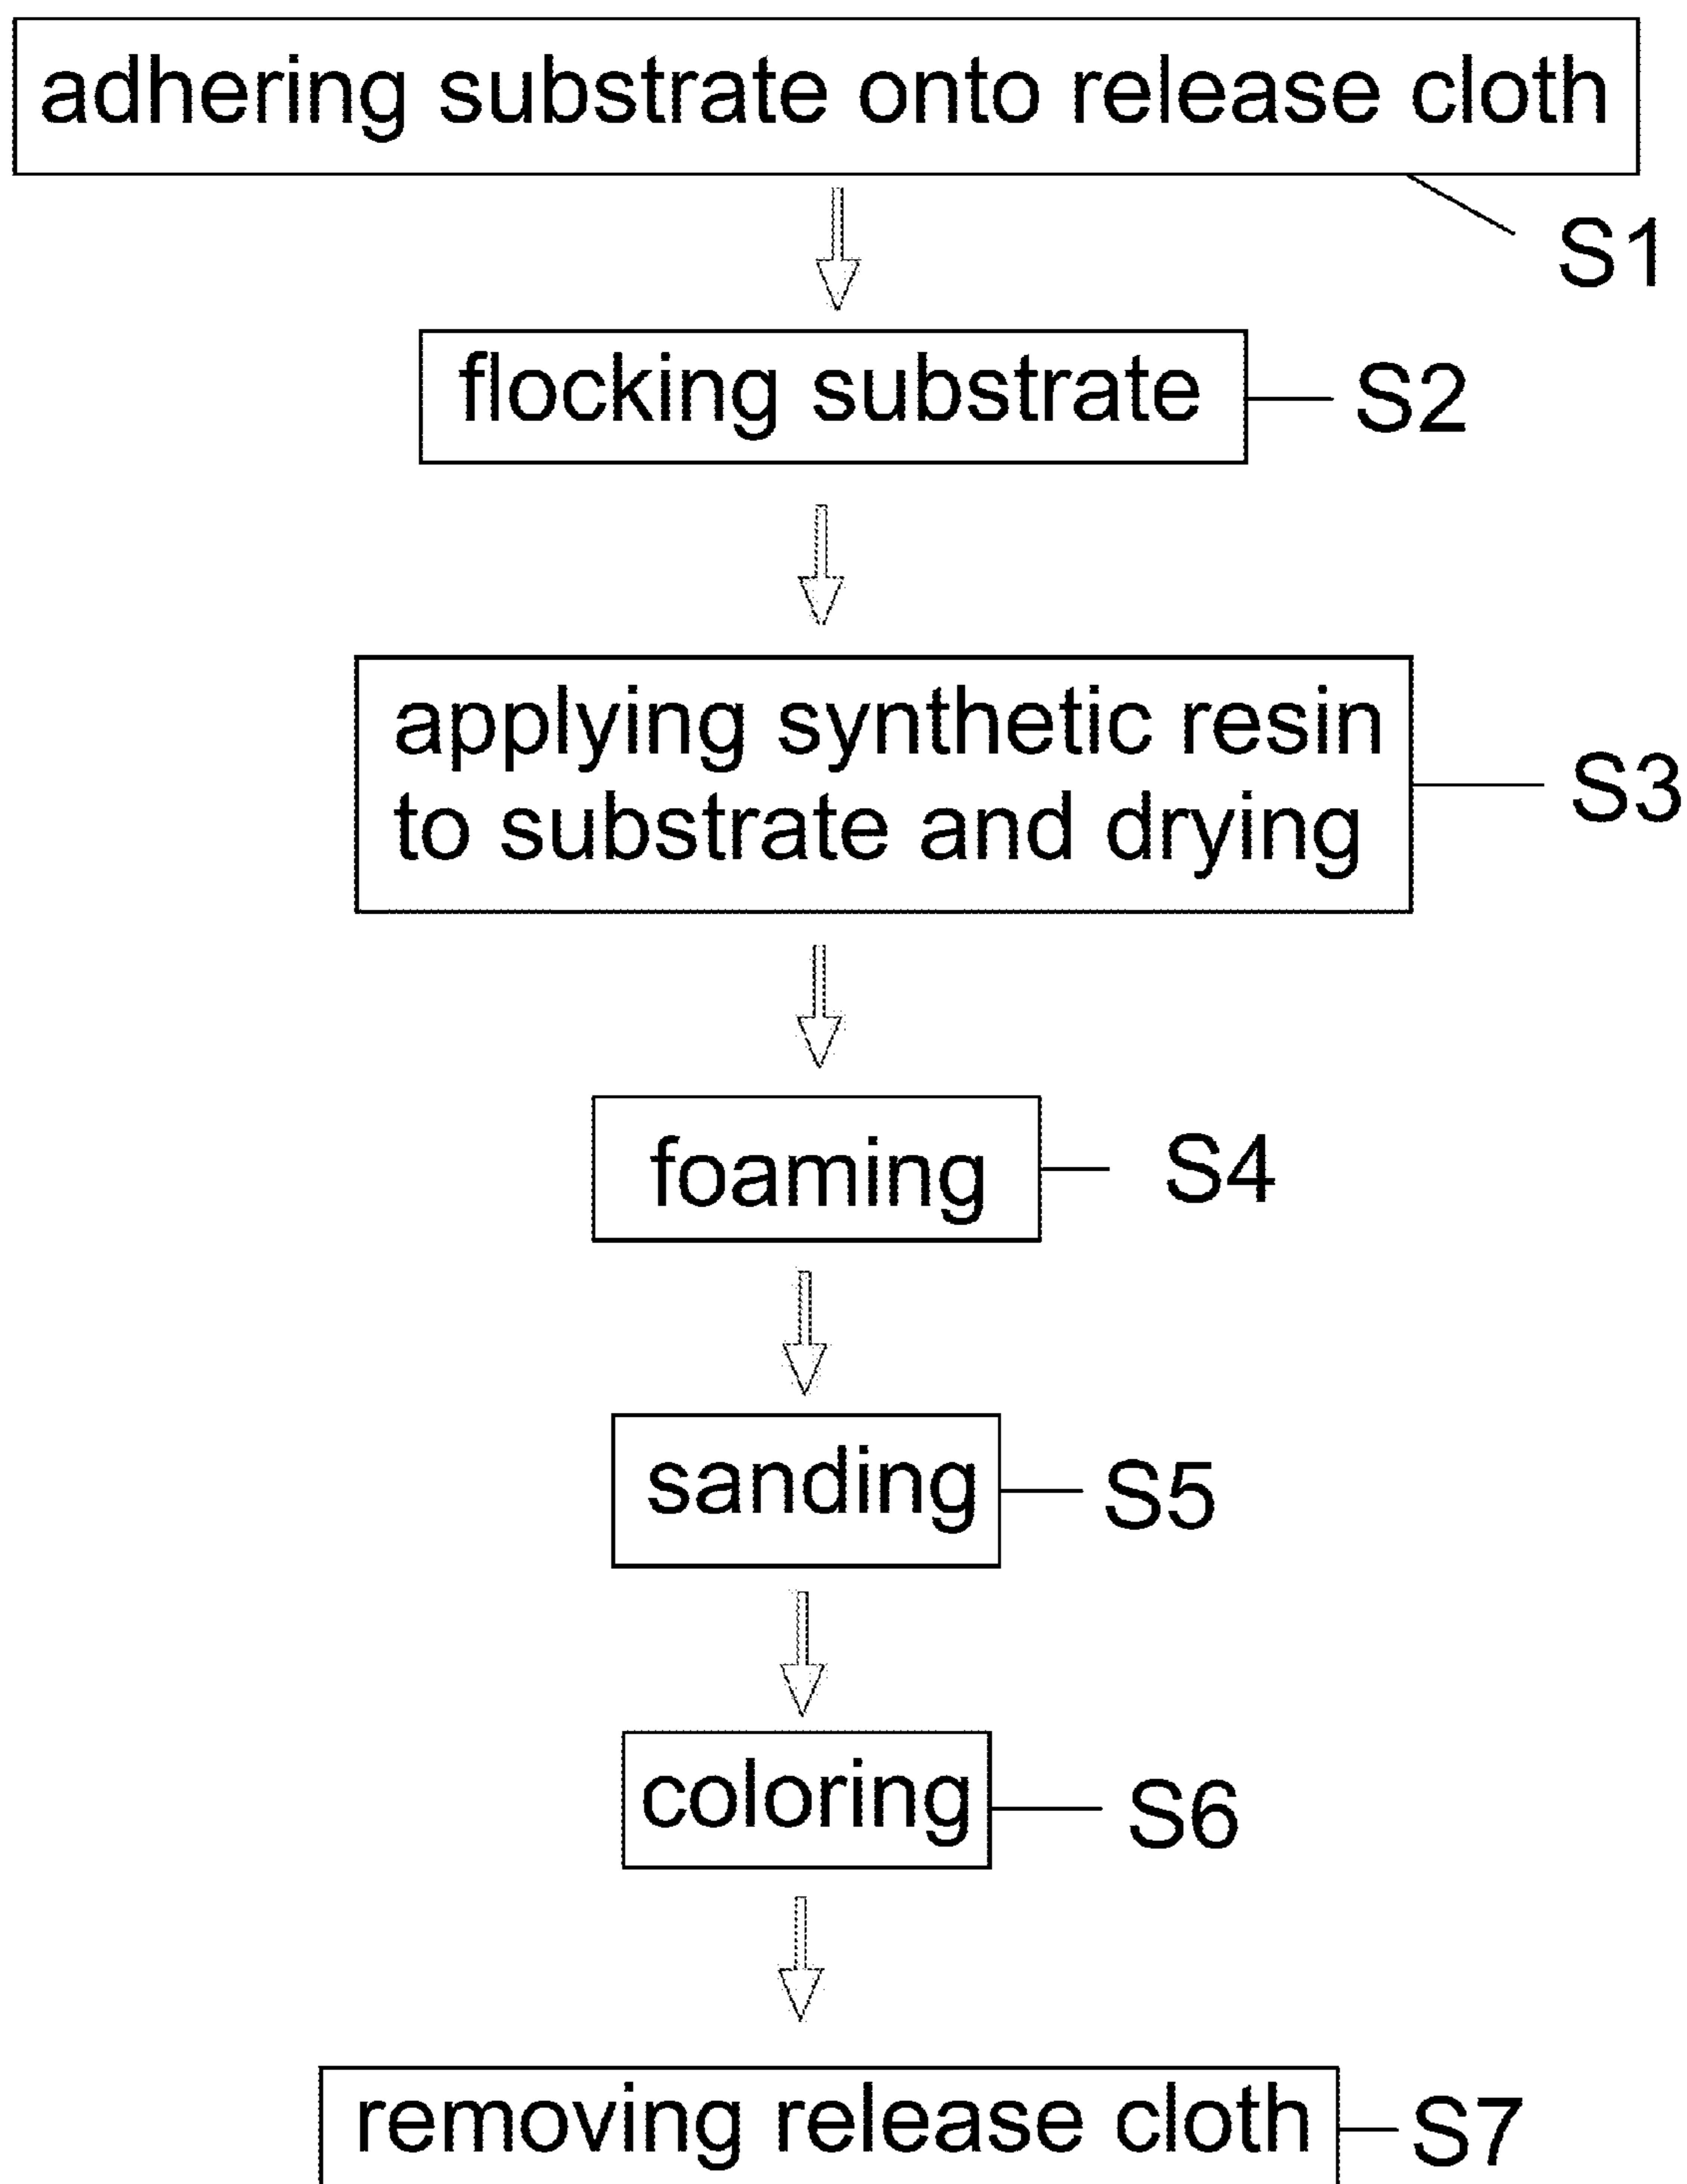 adhering substrate onto release cloth
S1
flocking substrate
S2
applying synthetic resin
to substrate and drying
S3
foaming
S4
sanding
S5
coloring
S6
removing release cloth
S7